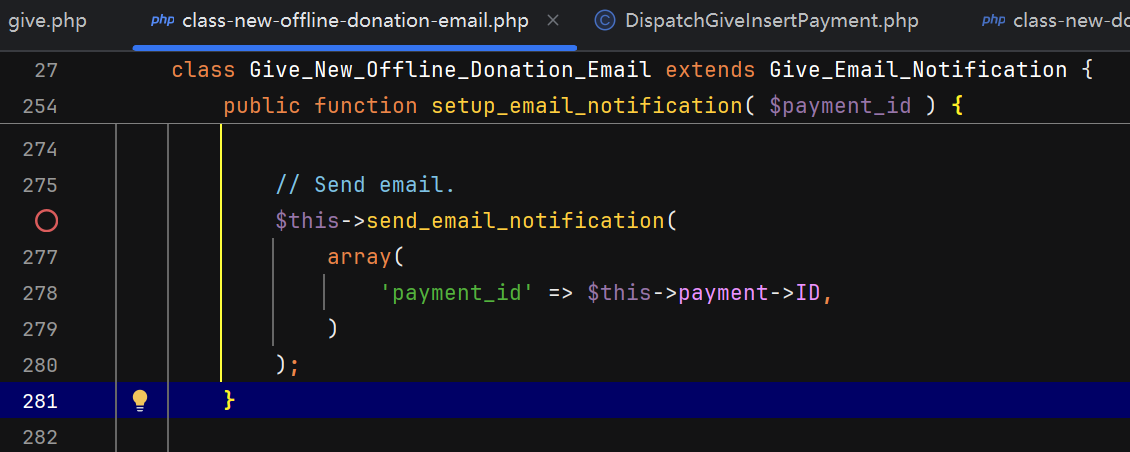 give.php php class-new-offline-donation-email.php × C DispatchGiveInsertPayment.php php class-new-do
27 class Give_New_Offline_Donation_Email extends Give_Email_Notification {
254 public function setup_email_notification( $payment_id ) {
274
275 // Send email.
$this->send_email_notification(
277 array(
278 'payment_id' => $this->payment->ID,
279 )
280 );
281 }
282